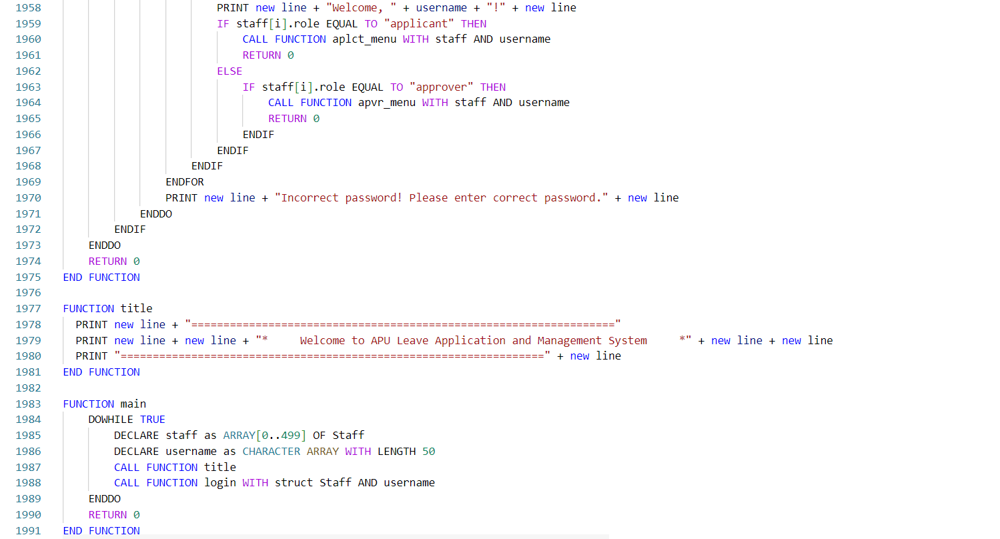 1958 PRINT new line + "Welcome, " + username + "!" + new line
1959 IF staff[i].role EQUAL TO "applicant" THEN
1960 CALL FUNCTION aplct_menu WITH staff AND username
1961 RETURN 0
1962 ELSE
1963 IF staff[i].role EQUAL TO "approver" THEN
1964 CALL FUNCTION apvr_menu WITH staff AND username
1965 RETURN 0
1966 ENDIF
1967 ENDIF
1968 ENDIF
1969 ENDFOR
1970 PRINT new line + "Incorrect password! Please enter correct password." + new line
1971 ENDDO
1972 ENDIF
1973 ENDDO
1974 RETURN 0
1975 END FUNCTION
1976
1977 FUNCTION title
1978 PRINT new line + "=================================================================="
1979 PRINT new line + new line + "*     Welcome to APU Leave Application and Management System     *" + new line + new line
1980 PRINT "==================================================================" + new line
1981 END FUNCTION
1982
1983 FUNCTION main
1984 DOWHILE TRUE
1985 DECLARE staff as ARRAY[0..499] OF Staff
1986 DECLARE username as CHARACTER ARRAY WITH LENGTH 50
1987 CALL FUNCTION title
1988 CALL FUNCTION login WITH struct Staff AND username
1989 ENDDO
1990 RETURN 0
1991 END FUNCTION